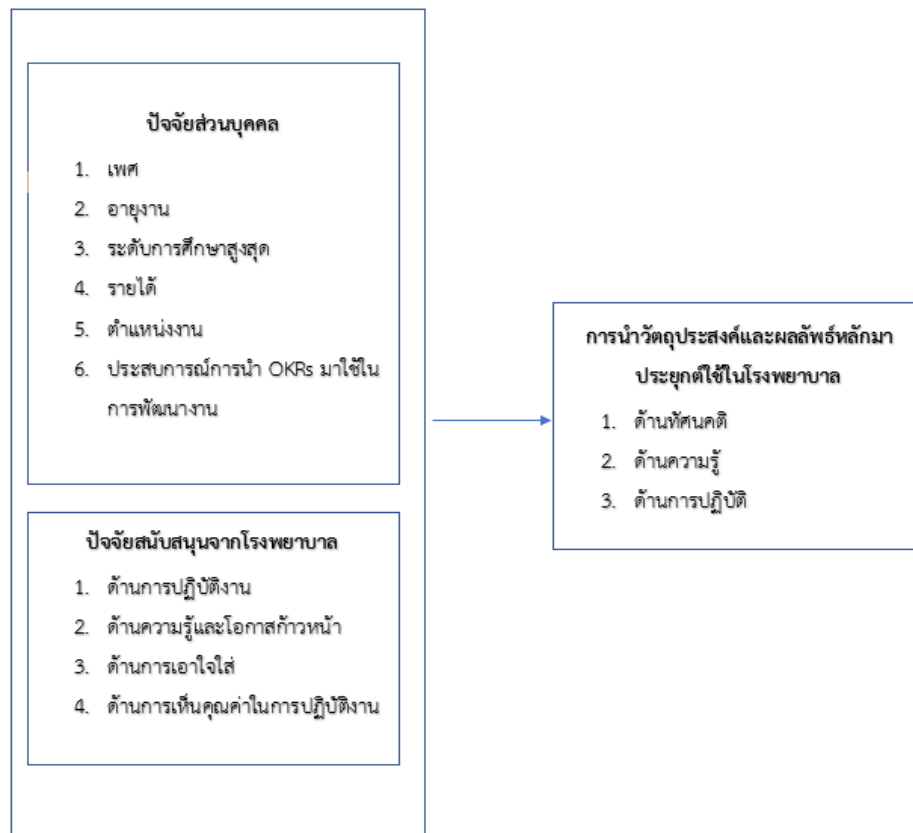 ปัจจัยส่วนบุคคล
1. เพศ
2. อายุงาน
3. ระดับการศึกษาสูงสุด
4. รายได้
5. ตำแหน่งงาน
6. ประสบการณ์การนำ OKRs มาใช้ใน
การพัฒนางาน
ปัจจัยสนับสนุนจากโรงพยาบาล
1. ด้านการปฏิบัติงาน
2. ด้านความรู้และโอกาสก้าวหน้า
3. ด้านการเอาใจใส่
4. ด้านการเห็นคุณค่าในการปฏิบัติงาน
การนำวัตถุประสงค์และผลลัพธ์หลักมา
ประยุกต์ใช้ในโรงพยาบาล
1. ด้านทัศนคติ
2. ด้านความรู้
3. ด้านการปฏิบัติ